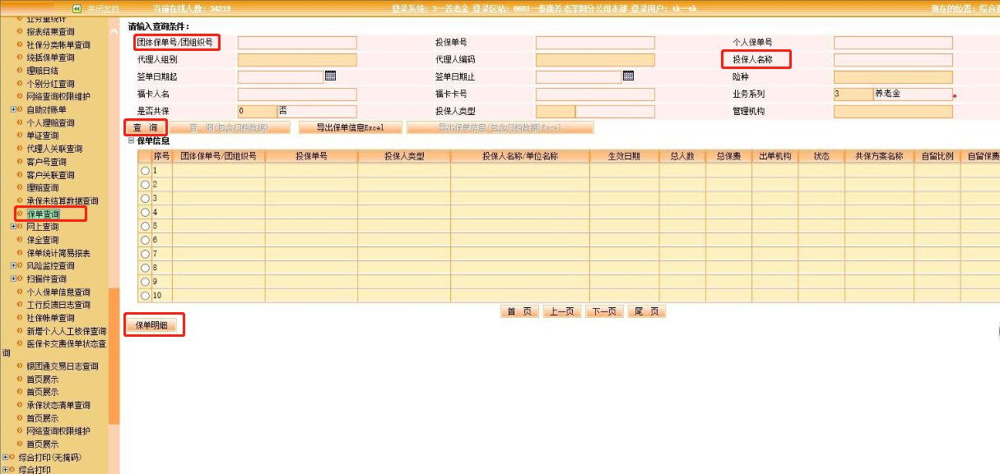 关闭左栏 当前在线人数: 34219 登录系统: 3—养老金 登录区站: 6601—泰康养老深圳分公司本部 登录用户: tk—tk 现在的位置: 综合查
业务量统计
报表结果查询
社保分类帐单查询
统括保单查询
理赔日结
个别分红查询
网络查询权限维护
自助对账单
个人理赔查询
单证查询
代理人关联查询
客户号查询
客户关联查询
理赔查询
承保未结算数据查询
保单查询
网上查询
保全查询
保单统计简易报表
风险监控查询
扫描件查询
个人保单信息查询
工行反馈日志查询
社保帐单查询
新增个人人工核保查询
医保卡交费保单状态查
询
银团通交易日志查询
首页展示
首页展示
承保状态清单查询
首页展示
网络查询权限维护
首页展示
综合打印(无掩码)
综合打印
请输入查询条件:
团体保单号/团组织号 投保单号 个人保单号
代理人组别 代理人编码 投保人名称
签单日期起 签单日期止 险种
福卡人名 福卡卡号 业务系列 3 养老金 *
是否共保 0 否 投保人类型 管理机构
查 询 查 询(包含归档数据) 导出保单信息Excel 导出保单信息(包含归档数据)Excel
保单信息
序号 团体保单号/团组织号 投保单号 投保人类型 投保人名称/单位名称 生效日期 总人数 总保费 出单机构 状态 共保方案名称 自留比例 自留保费
1
2
3
4
5
6
7
8
9
10
首 页 上一页 下一页 尾 页
保单明细